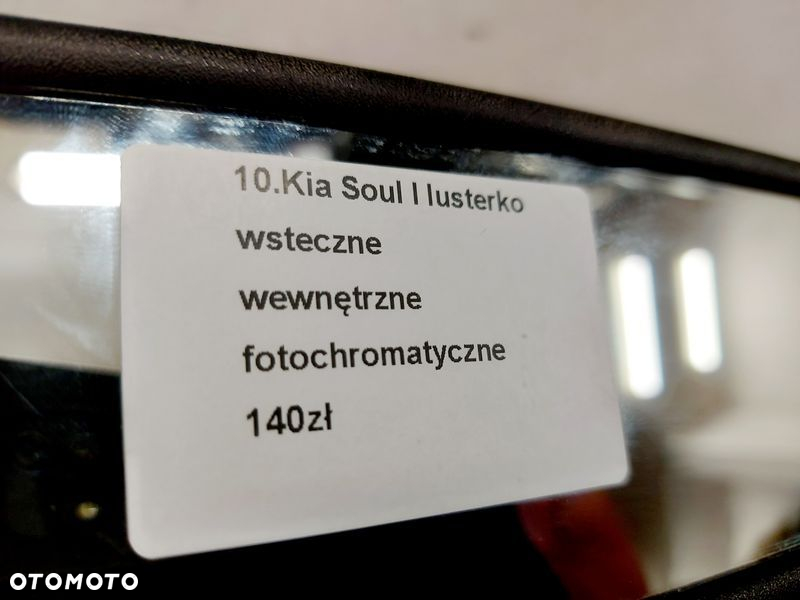 10.Kia Soul I lusterko
wsteczne
wewnętrzne
fotochromatyczne
140zł
OTOMOTO